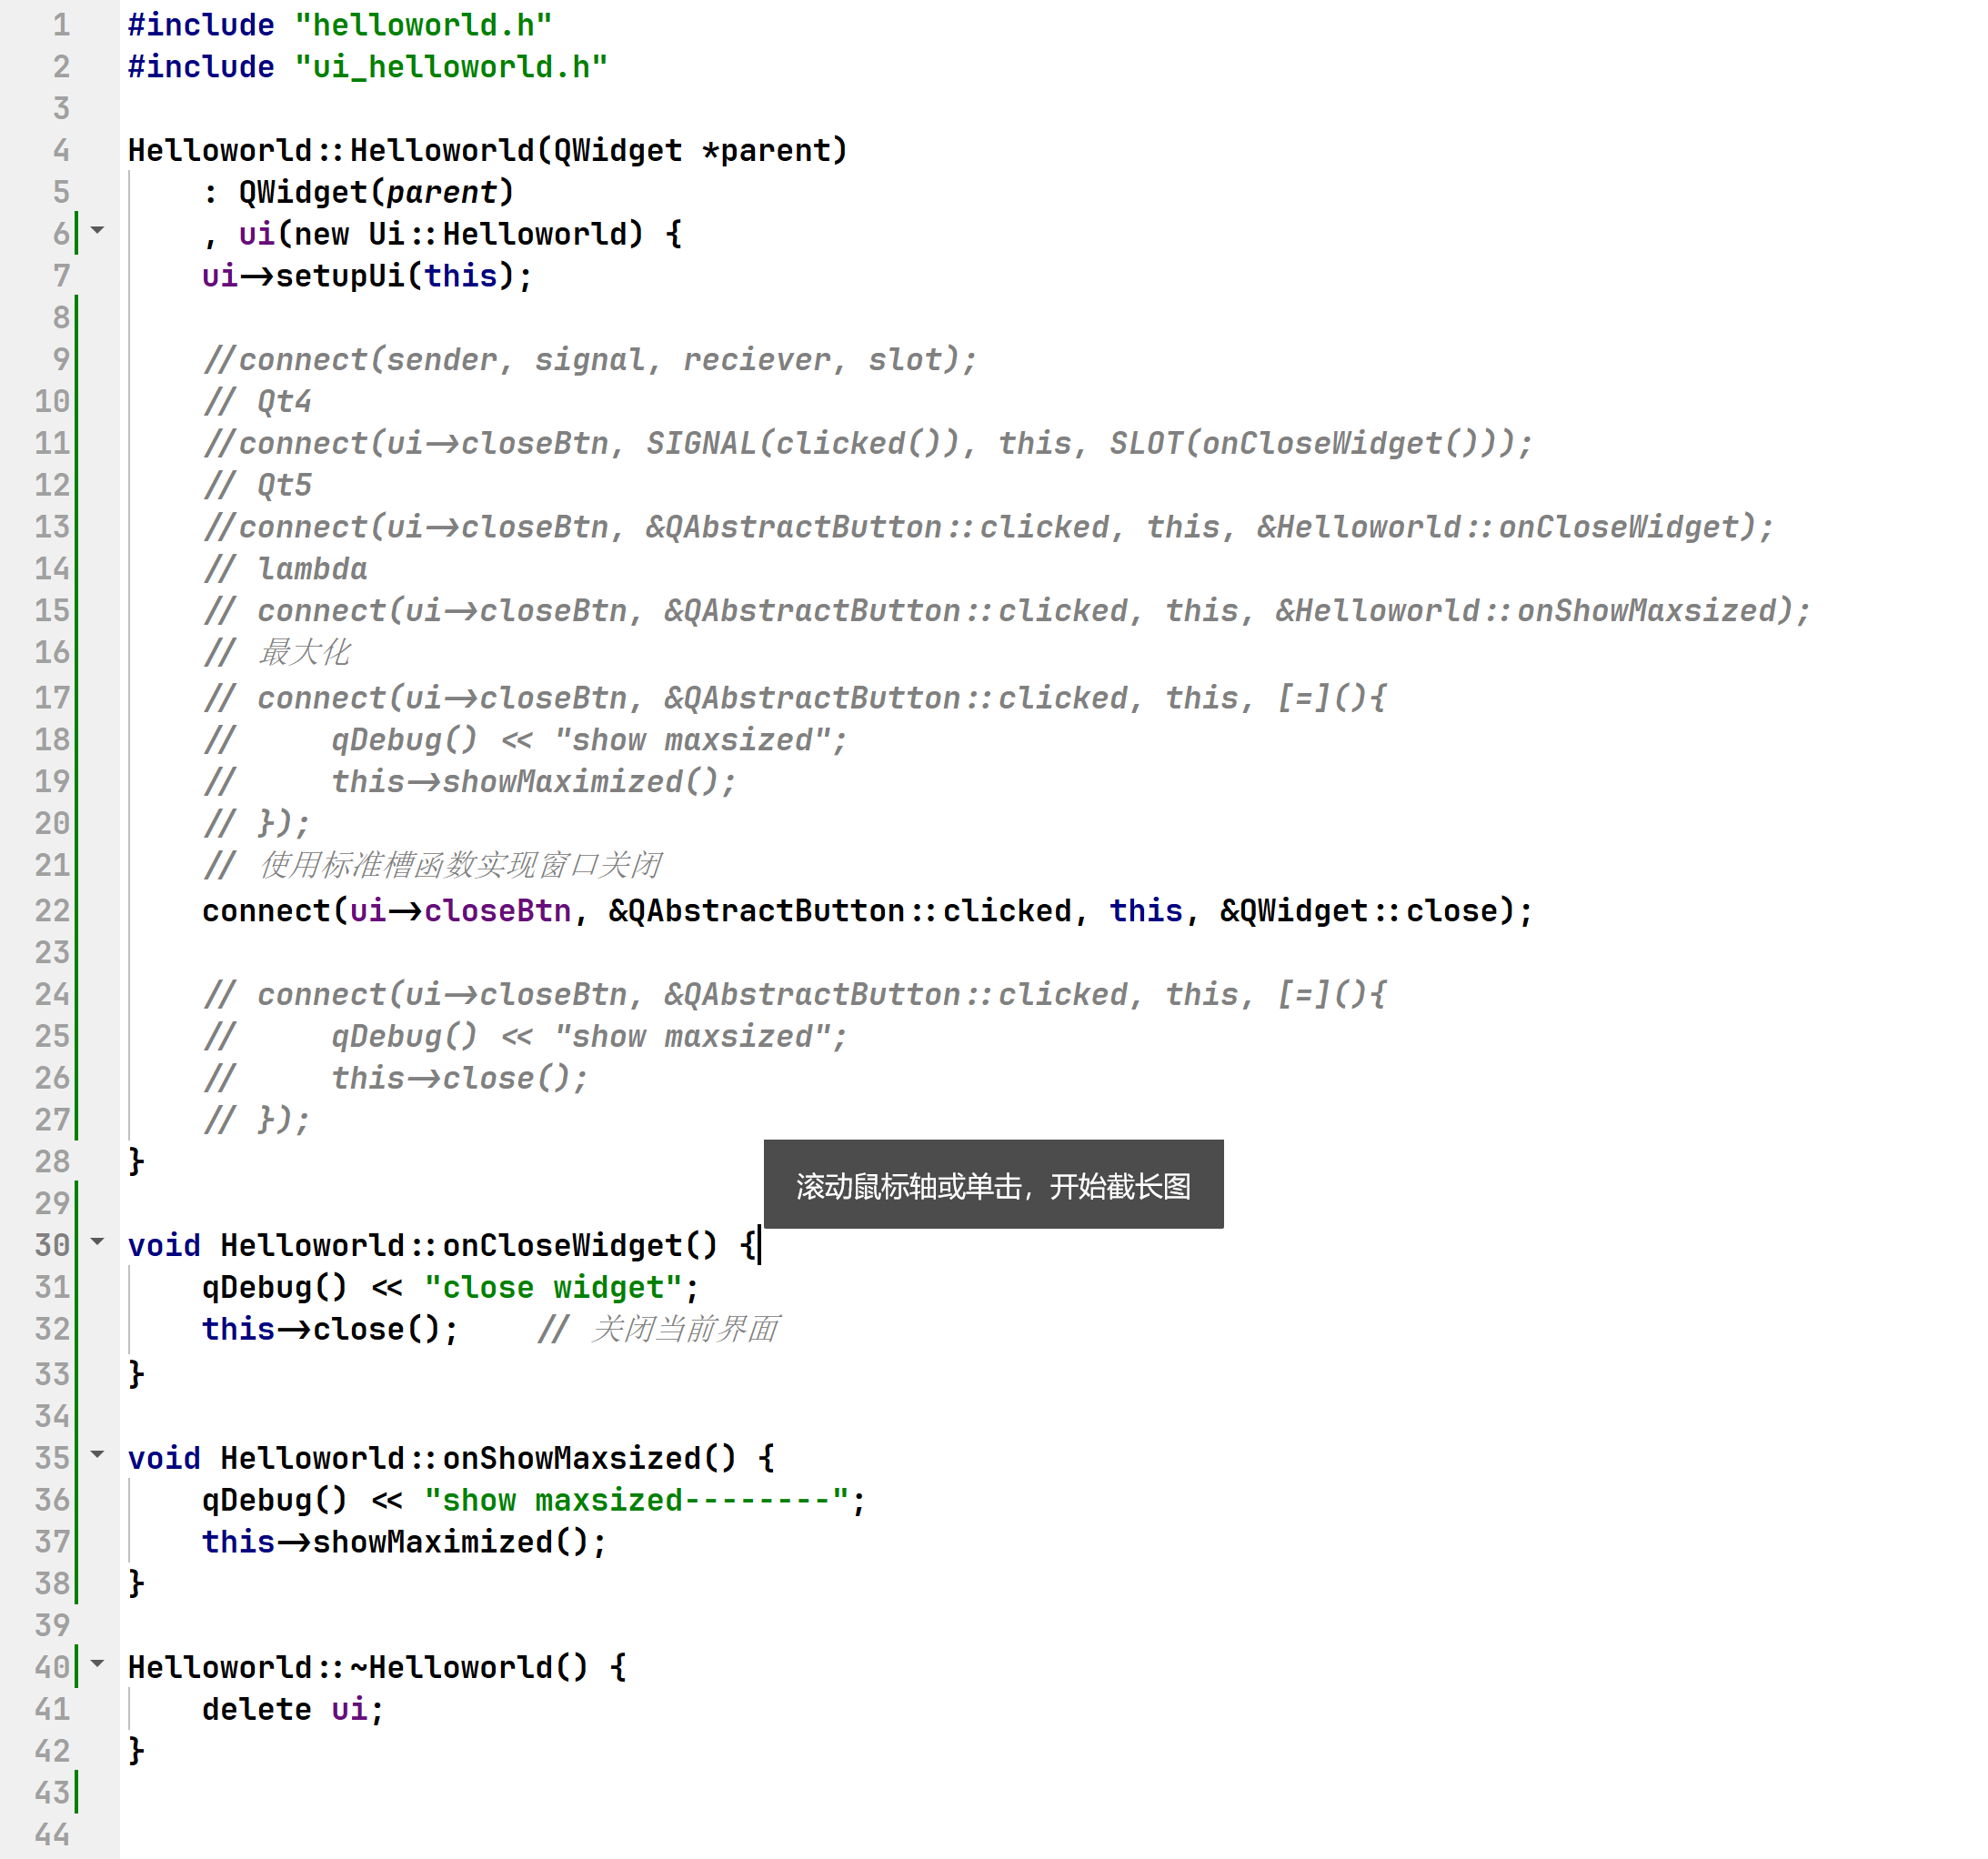 1 #include "helloworld.h"
2 #include "ui_helloworld.h"
3
4 Helloworld::Helloworld(QWidget *parent)
5     : QWidget(parent)
6     , ui(new Ui::Helloworld) {
7     ui->setupUi(this);
8
9     //connect(sender, signal, reciever, slot);
10     // Qt4
11     //connect(ui->closeBtn, SIGNAL(clicked()), this, SLOT(onCloseWidget()));
12     // Qt5
13     //connect(ui->closeBtn, &QAbstractButton::clicked, this, &Helloworld::onCloseWidget);
14     // lambda
15     // connect(ui->closeBtn, &QAbstractButton::clicked, this, &Helloworld::onShowMaxsized);
16     // 最大化
17     // connect(ui->closeBtn, &QAbstractButton::clicked, this, [=](){
18     //     qDebug() << "show maxsized";
19     //     this->showMaximized();
20     // });
21     // 使用标准槽函数实现窗口关闭
22     connect(ui->closeBtn, &QAbstractButton::clicked, this, &QWidget::close);
23
24     // connect(ui->closeBtn, &QAbstractButton::clicked, this, [=](){
25     //     qDebug() << "show maxsized";
26     //     this->close();
27     // });
28 }
滚动鼠标轴或单击，开始截长图
29
30 void Helloworld::onCloseWidget() {
31     qDebug() << "close widget";
32     this->close();    // 关闭当前界面
33 }
34
35 void Helloworld::onShowMaxsized() {
36     qDebug() << "show maxsized--------";
37     this->showMaximized();
38 }
39
40 Helloworld::~Helloworld() {
41     delete ui;
42 }
43
44